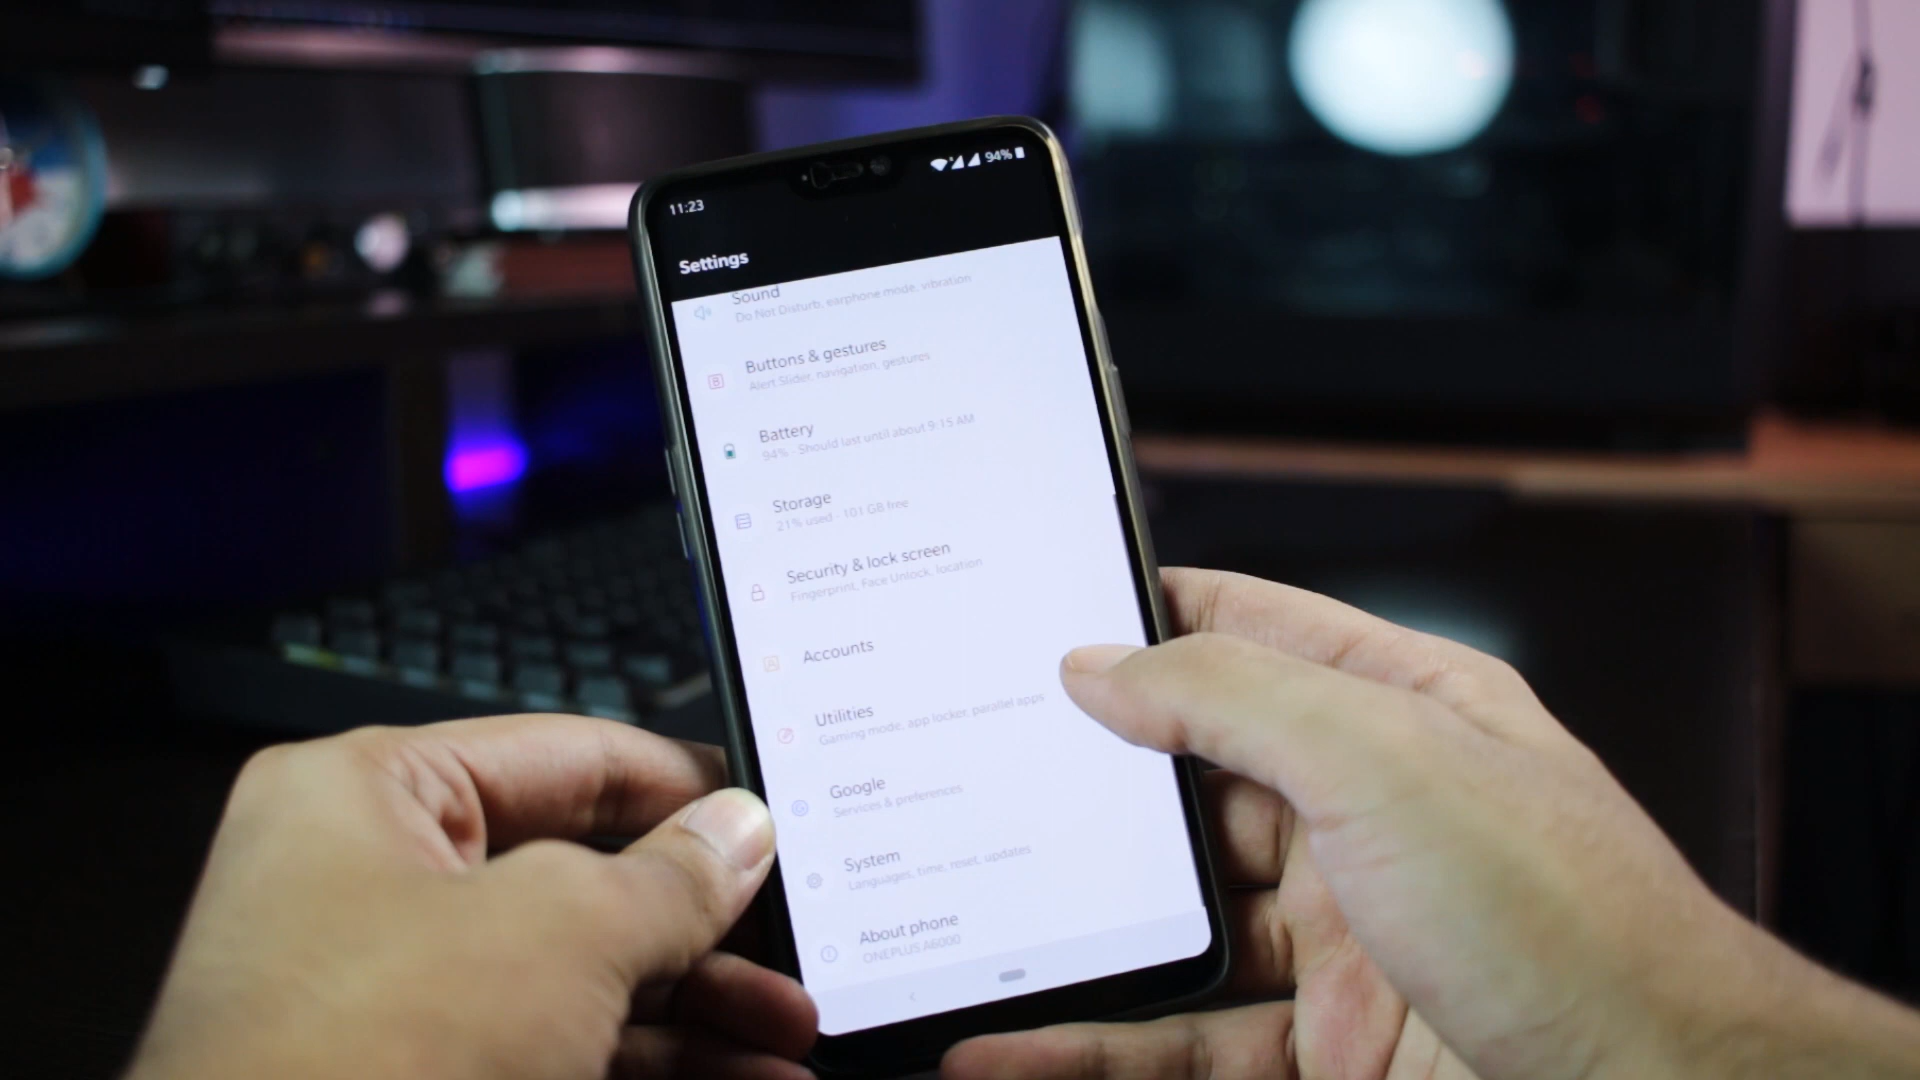 11:23
94%
Settings
Sound
Do Not Disturb, earphone mode, vibration
Buttons & gestures
Alert Slider, navigation, gestures
Battery
94% - Should last until about 9:15 AM
Storage
21% used - 101 GB free
Security & lock screen
Fingerprint, Face Unlock, location
Accounts
Utilities
Gaming mode, app locker, parallel apps
Google
Services & preferences
System
Languages, time, reset, updates
About phone
ONEPLUS A6000